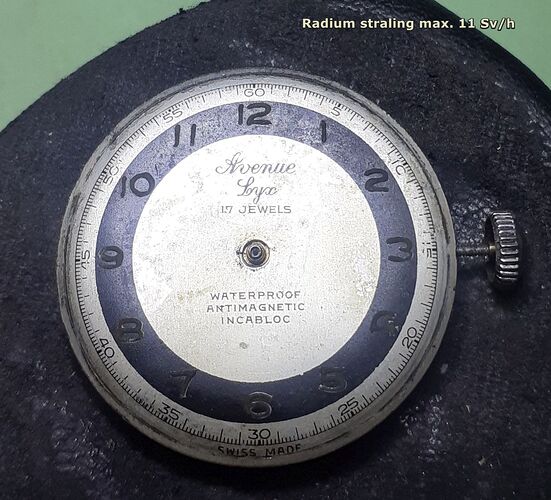 Radium straling max. 11 Sv/h
60
55
5
12
11
1
10
10
2
45
9
3
15
8
4
40
20
7
5
35
6
25
30
Avenue
Lyx
17 JEWELS
WATERPROOF
ANTIMAGNETIC
INCABLOC
SWISS MADE